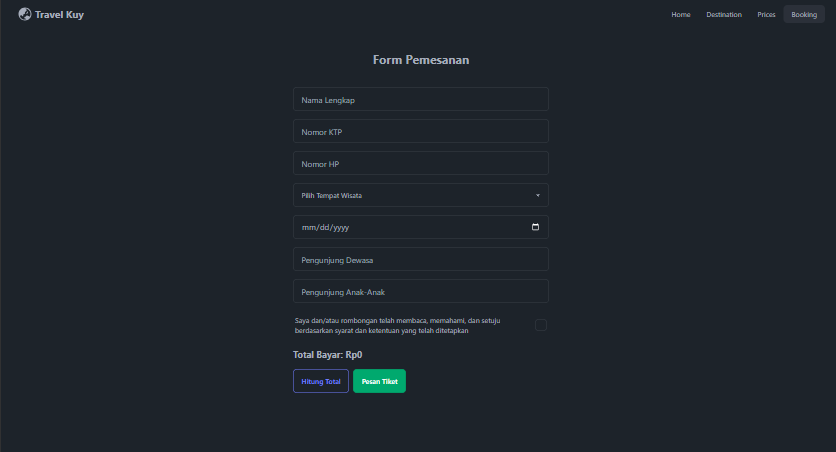 Travel Kuy
Home Destination Prices Booking
Form Pemesanan
Nama Lengkap
Nomor KTP
Nomor HP
Pilih Tempat Wisata
mm/dd/yyyy
Pengunjung Dewasa
Pengunjung Anak-Anak
Saya dan/atau rombongan telah membaca, memahami, dan setuju
berdasarkan syarat dan ketentuan yang telah ditetapkan
Total Bayar: Rp0
Hitung Total Pesan Tiket